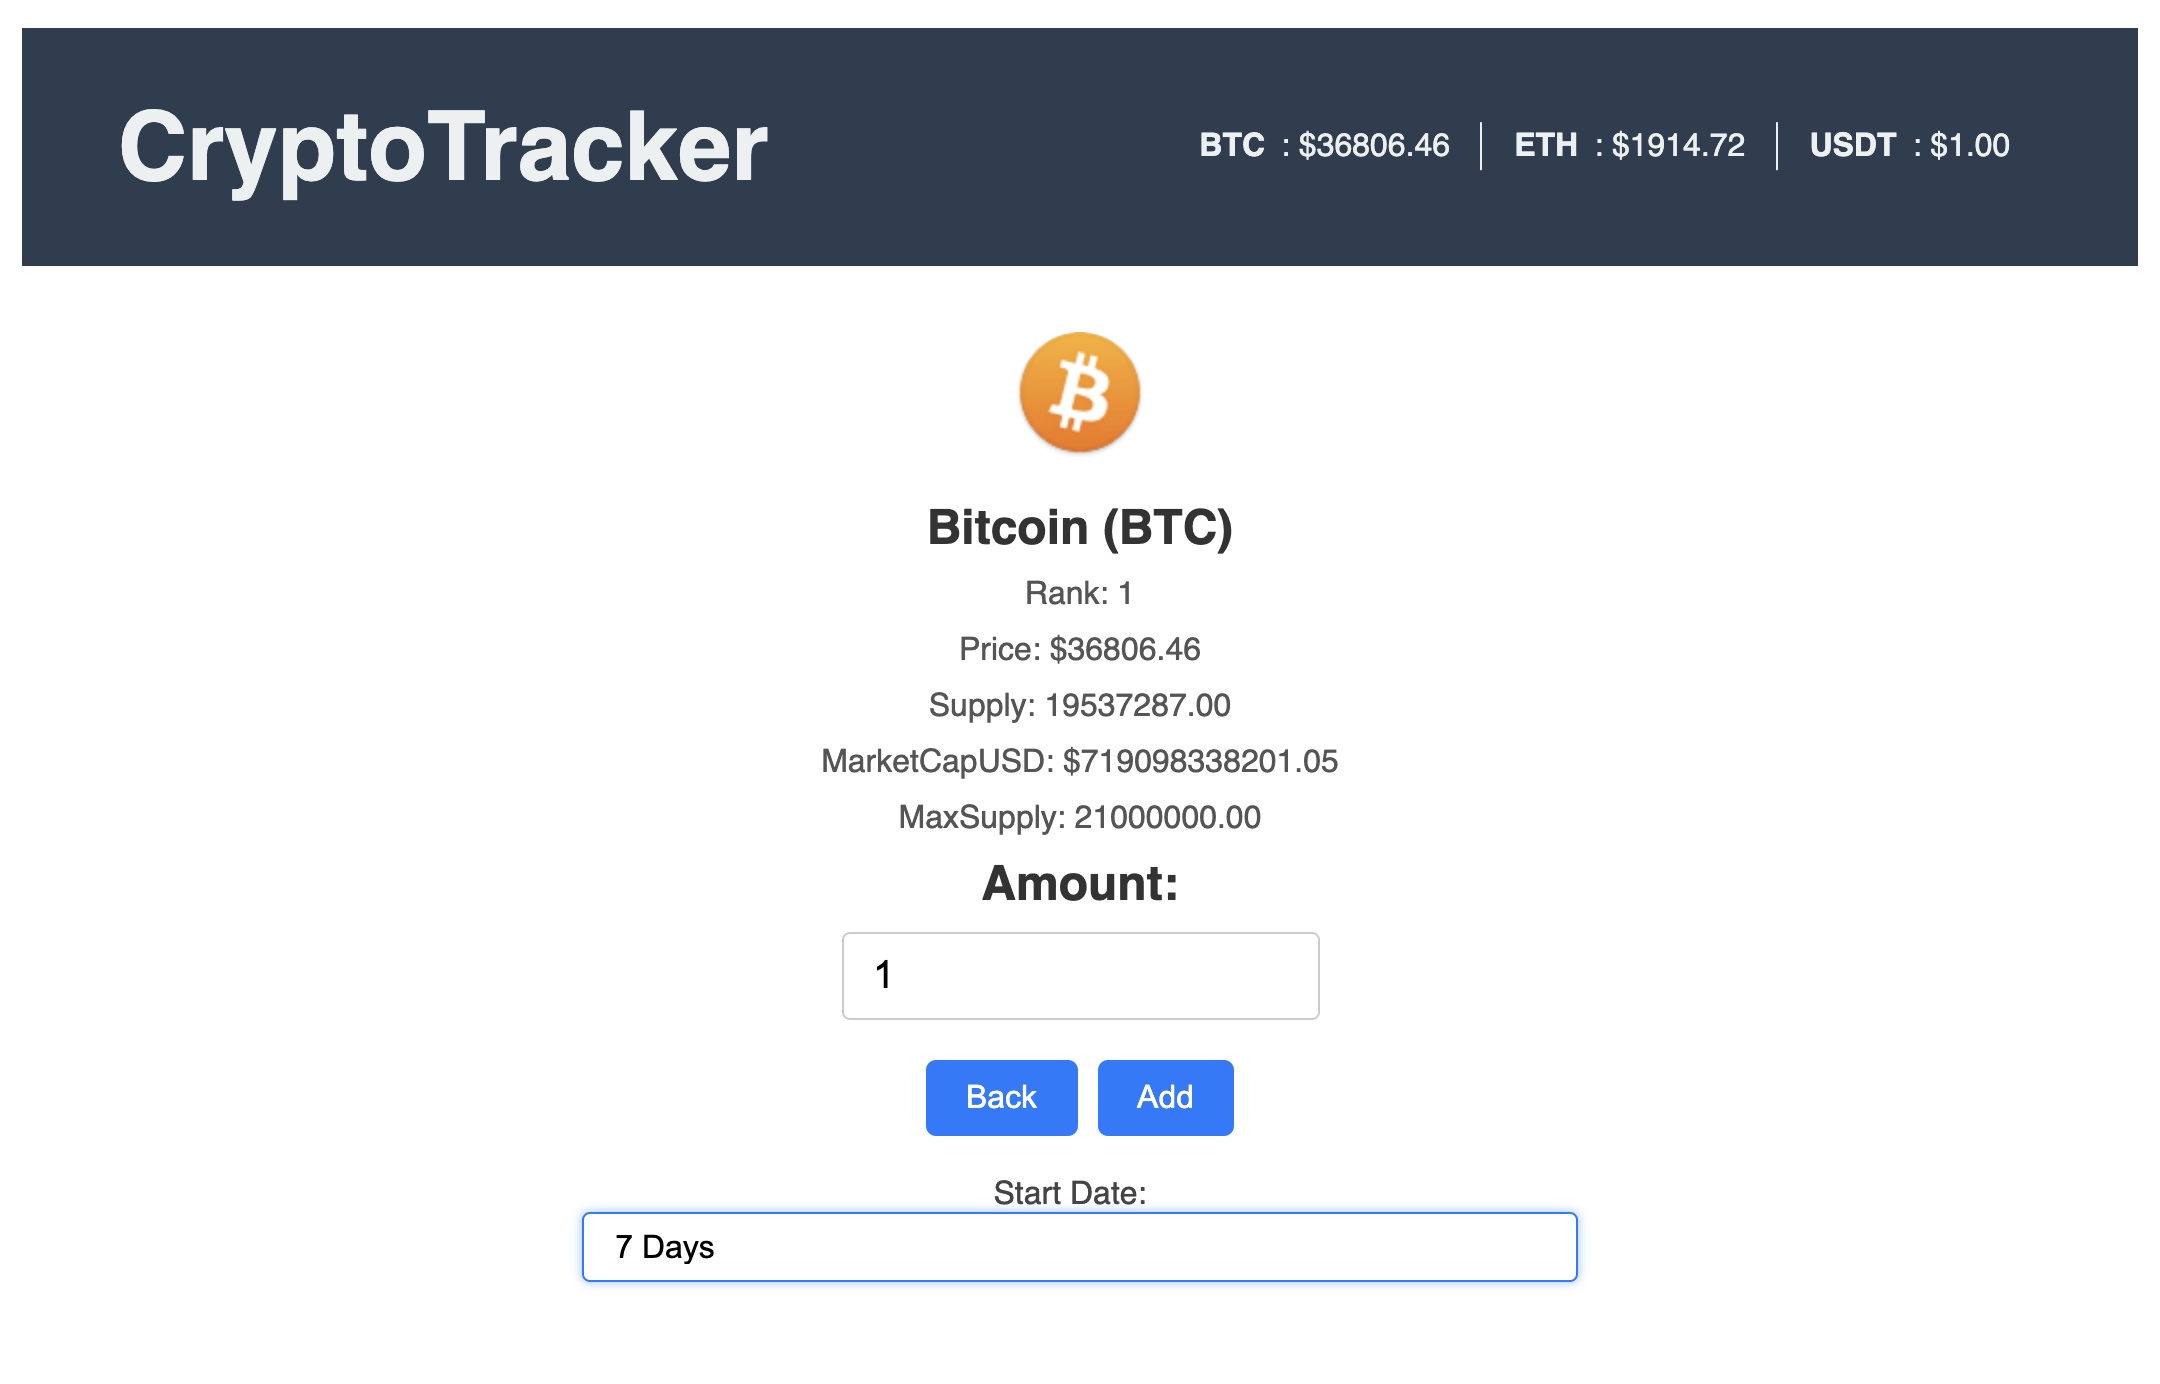 CryptoTracker
BTC : $36806.46 ETH : $1914.72 USDT : $1.00
Bitcoin (BTC)
Rank: 1
Price: $36806.46
Supply: 19537287.00
MarketCapUSD: $719098338201.05
MaxSupply: 21000000.00
Amount:
1
Back Add
Start Date:
7 Days